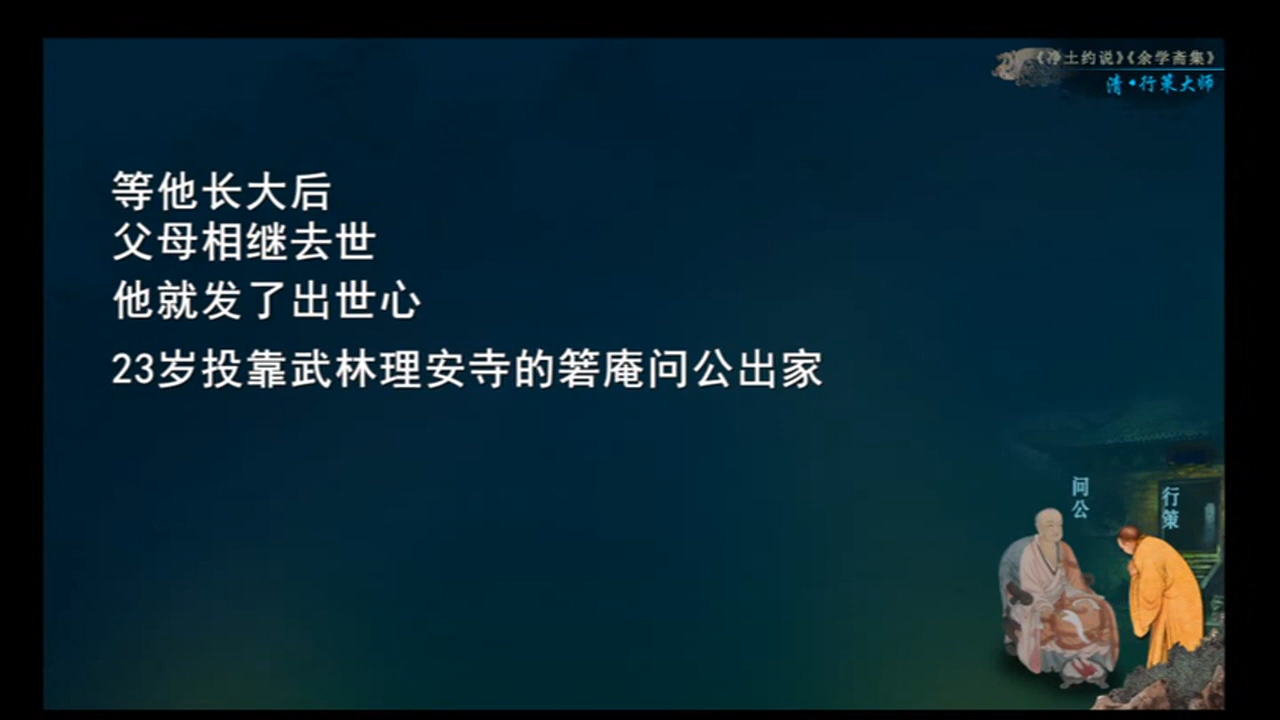 《净土约说》《余学斋集》
清·行策大师
等他长大后
父母相继去世
他就发了出世心
23岁投靠武林理安寺的箬庵问公出家
问公
行策